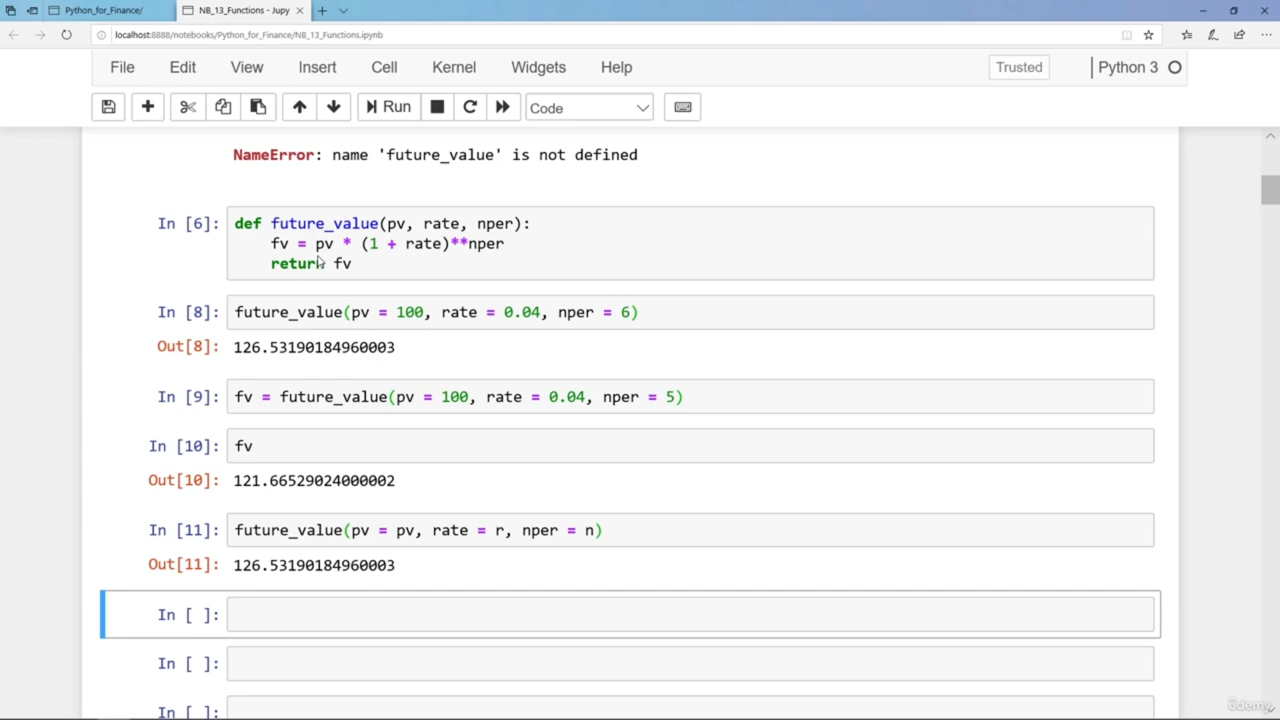 Python_for_Finance/
NB_13_Functions - Jupy
localhost:8888/notebooks/Python_for_Finance/NB_13_Functions.ipynb
File Edit View Insert Cell Kernel Widgets Help Trusted Python 3
Run Code
NameError: name 'future_value' is not defined
In [6]: def future_value(pv, rate, nper):
fv = pv * (1 + rate)**nper
return fv
In [8]: future_value(pv = 100, rate = 0.04, nper = 6)
Out[8]: 126.53190184960003
In [9]: fv = future_value(pv = 100, rate = 0.04, nper = 5)
In [10]: fv
Out[10]: 121.66529024000002
In [11]: future_value(pv = pv, rate = r, nper = n)
Out[11]: 126.53190184960003
In [ ]:
In [ ]:
In [ ]:
ûdemy